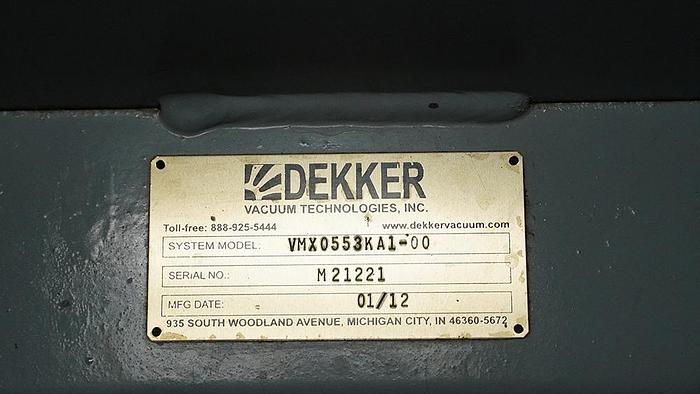 DEKKER
VACUUM TECHNOLOGIES, INC.
Toll-free: 888-925-5444 www.dekkervacuum.com
SYSTEM MODEL: VMX0553KA1-00
SERIAL NO.: M21221
MFG DATE: 01/12
935 SOUTH WOODLAND AVENUE, MICHIGAN CITY, IN 46360-5672